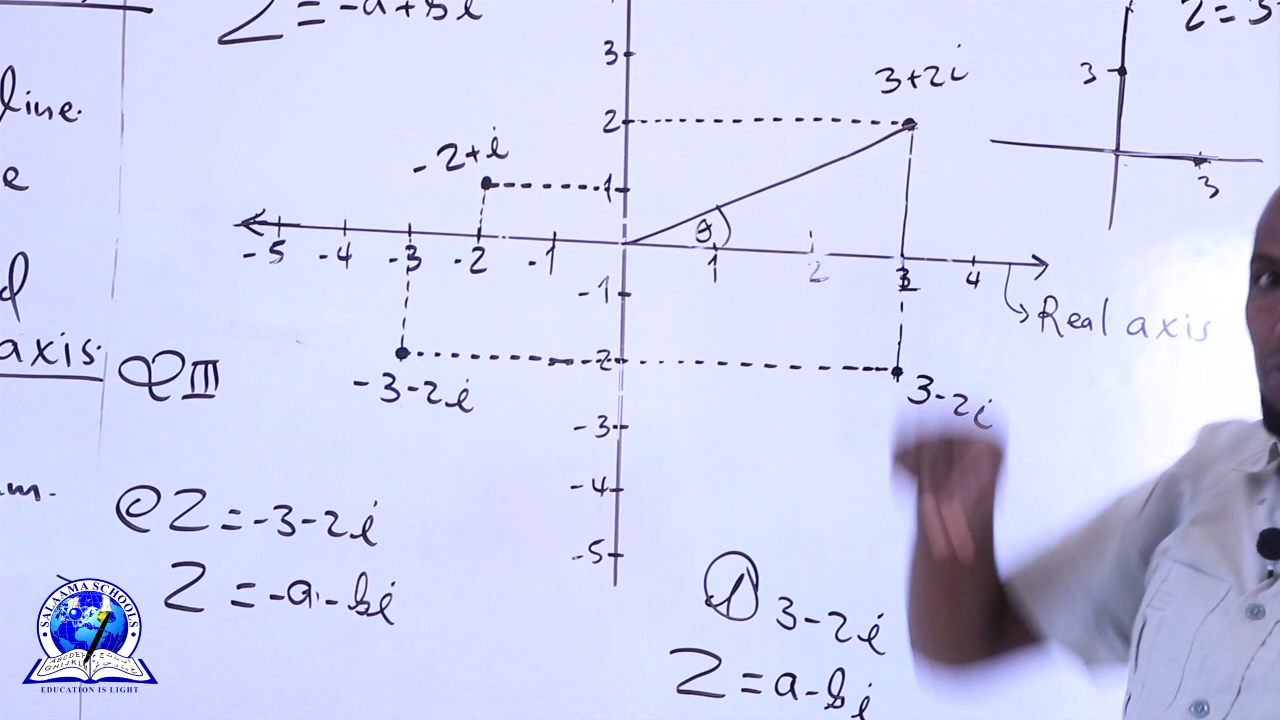 Z = -a+bi
Z = 3
line.
e
d
axis.
m.
3
2
1
-1
-2
-3
-4
-5
-5 -4 -3 -2 -1 1 2 3 4
3+2i
-2+i
θ
Real axis
-3-2i
3-2i
3
3
QIII
c Z = -3-2i
Z = -a-bi
d 3-2i
Z = a-bi
SALAAMA SCHOOLS
EDUCATION IS LIGHT